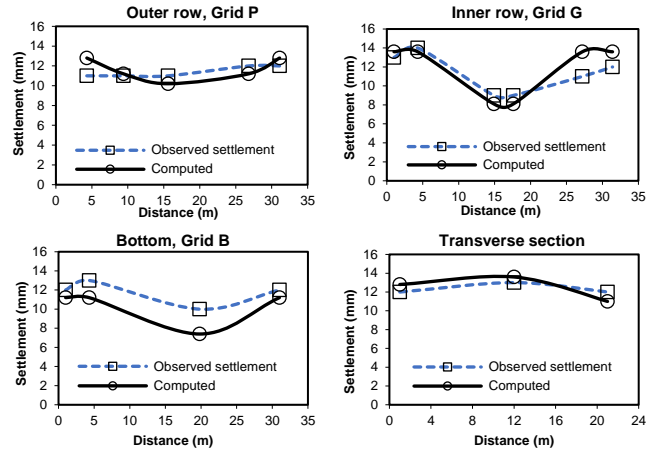 Outer row, Grid P
Settlement (mm)
16
14
12
10
8
6
4
2
0
Observed settlement
Computed
0 5 10 15 20 25 30 35
Distance (m)
Inner row, Grid G
Settlement (mm)
16
14
12
10
8
6
4
2
0
Observed settlement
Computed
0 5 10 15 20 25 30 35
Distance (m)
Bottom, Grid B
Settlement (mm)
16
14
12
10
8
6
4
2
0
Observed settlement
Computed
0 5 10 15 20 25 30 35
Distance (m)
Transverse section
Settlement (mm)
16
14
12
10
8
6
4
2
0
Observed settlement
Computed
0 4 8 12 16 20 24
Distance (m)